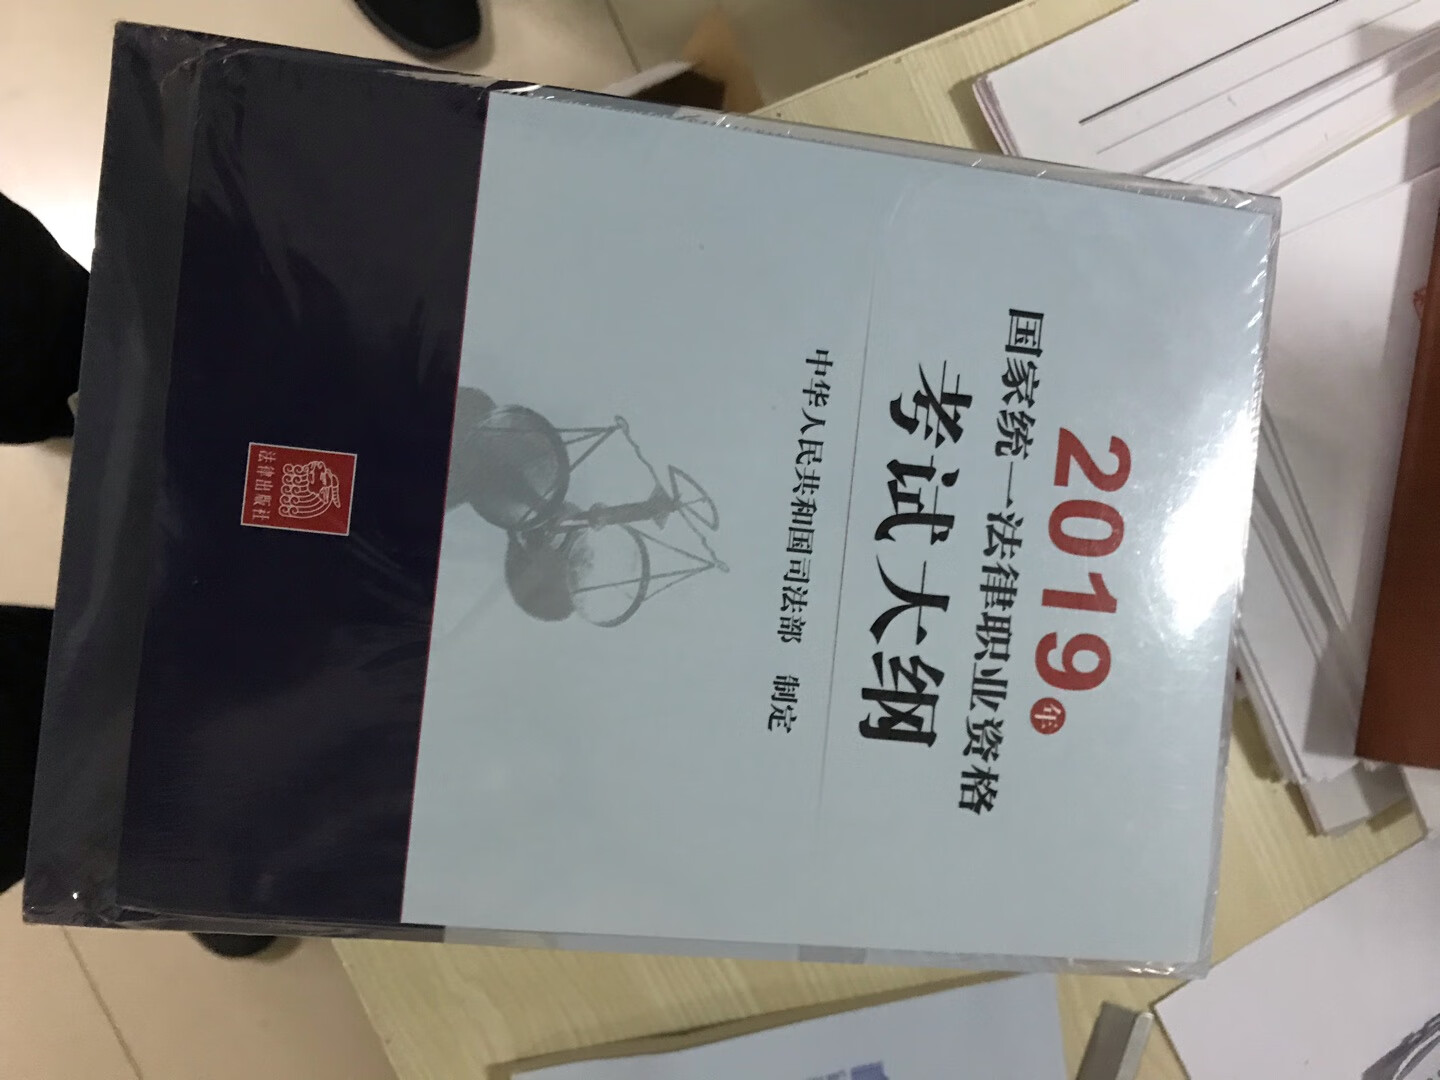 2019年
国家统一法律职业资格
考试大纲
中华人民共和国司法部 制定
法律出版社